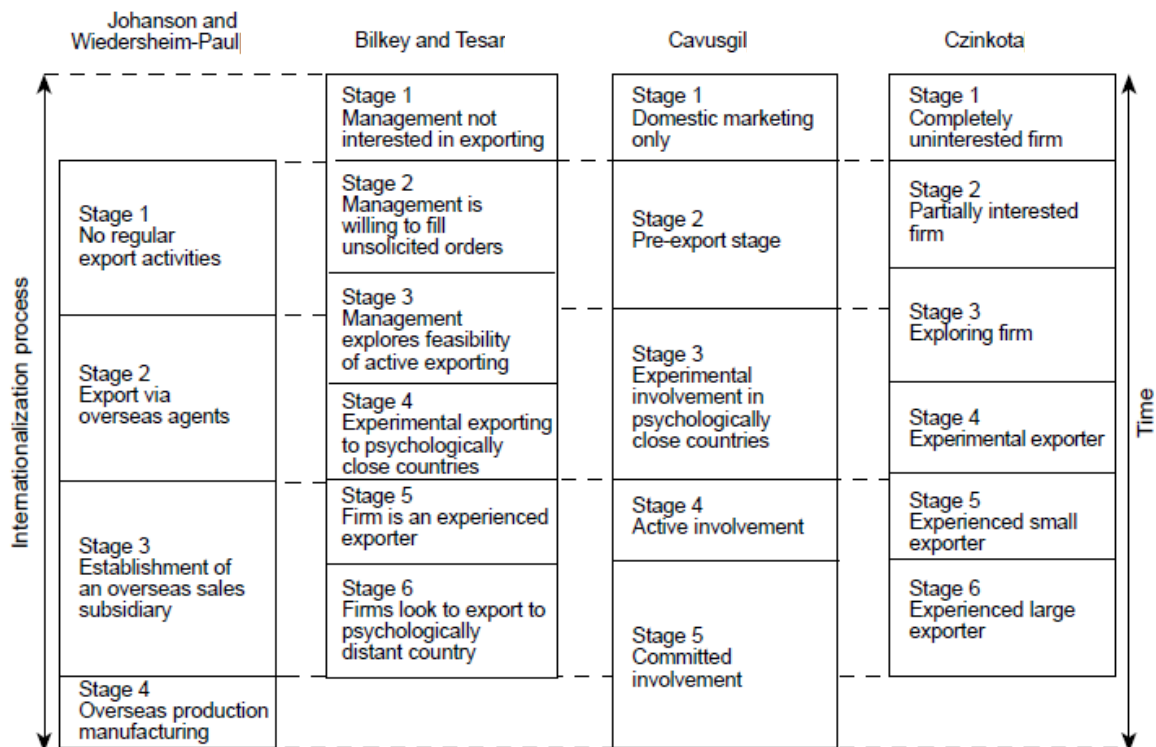 Johanson and
Wiedersheim-Paul
Bilkey and Tesar
Cavusgil
Czinkota
Internationalization process
Stage 1
No regular
export activities
Stage 2
Export via
overseas agents
Stage 3
Establishment of
an overseas sales
subsidiary
Stage 4
Overseas production
manufacturing
Stage 1
Management not
interested in exporting
Stage 2
Management is
willing to fill
unsolicited orders
Stage 3
Management
explores feasibility
of active exporting
Stage 4
Experimental exporting
to psychologically
close countries
Stage 5
Firm is an experienced
exporter
Stage 6
Firms look to export to
psychologically
distant country
Stage 1
Domestic marketing
only
Stage 2
Pre-export stage
Stage 3
Experimental
involvement in
psychologically
close countries
Stage 4
Active involvement
Stage 5
Committed
involvement
Stage 1
Completely
uninterested firm
Stage 2
Partially interested
firm
Stage 3
Exploring firm
Stage 4
Experimental exporter
Stage 5
Experienced small
exporter
Stage 6
Experienced large
exporter
Time